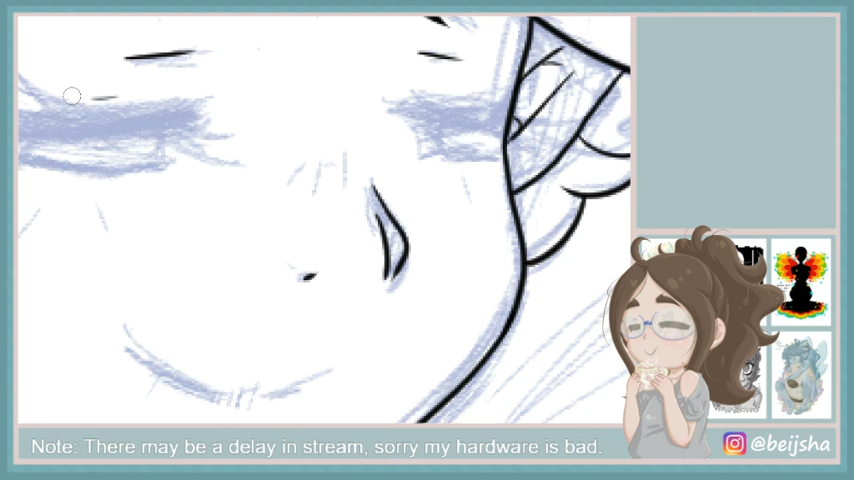 Note: There may be a delay in stream, sorry my hardware is bad.
@beijsha